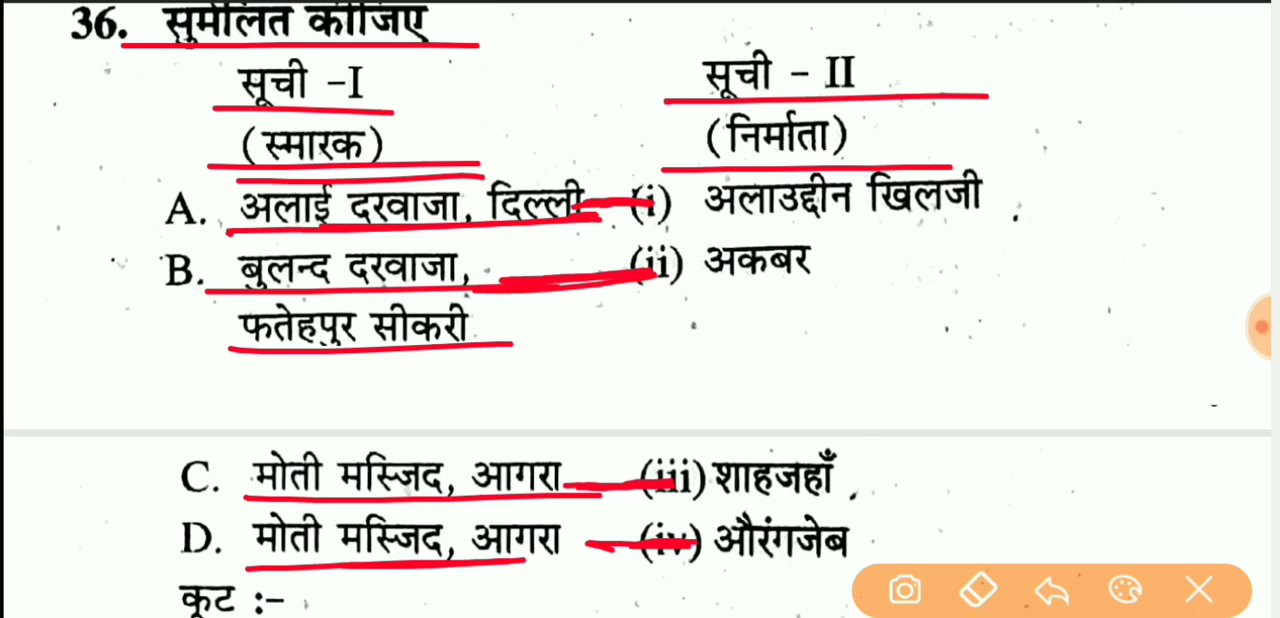 36. सुमेलित कीजिए
सूची -I सूची - II
(स्मारक) (निर्माता)
A. अलाई दरवाजा, दिल्ली (i) अलाउद्दीन खिलजी
B. बुलन्द दरवाजा, (ii) अकबर
फतेहपुर सीकरी
C. मोती मस्जिद, आगरा (iii) शाहजहाँ
D. मोती मस्जिद, आगरा (iv) औरंगजेब
कूट :-